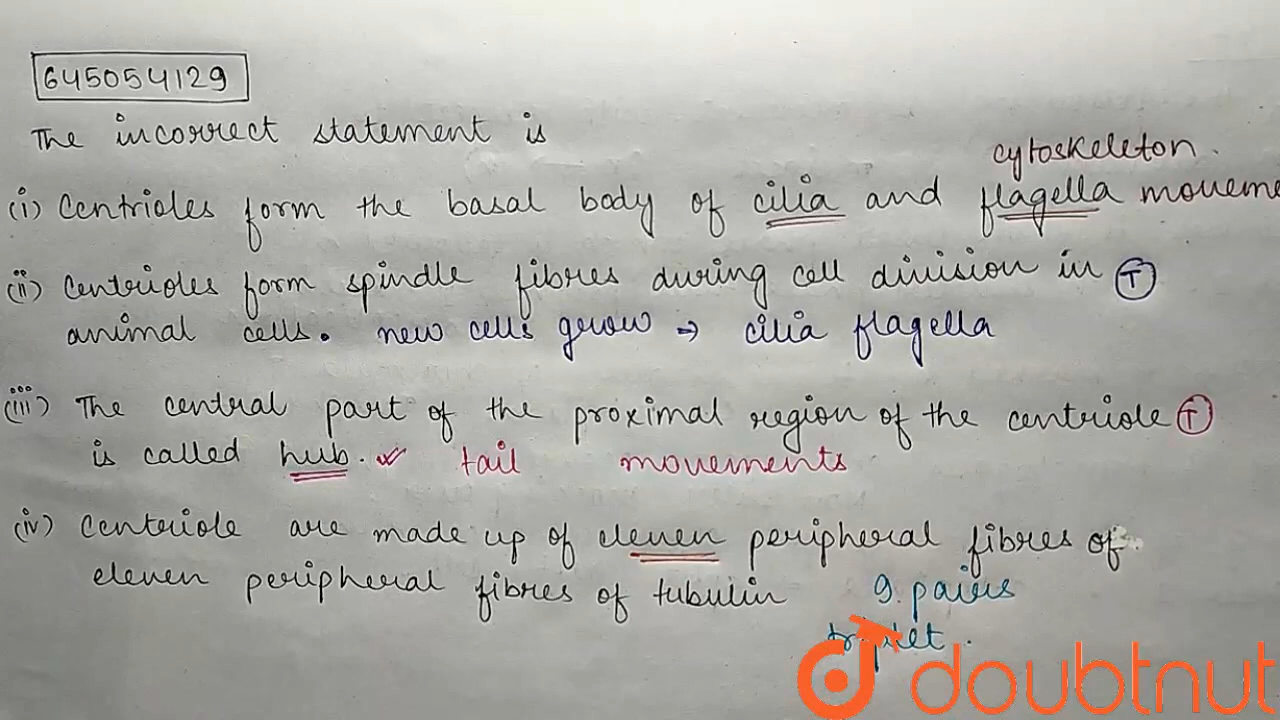 645054129
The incorrect statement is
cytoskeleton.
(i) Centrioles form the basal body of cilia and flagella moveme
(ii) Centrioles form spindle fibres during cell division in T
animal cells. new cells grow → cilia flagella
(iii) The central part of the proximal region of the centriole T
is called hub. ✓ tail movements
(iv) Centriole are made up of eleven peripheral fibres of
eleven peripheral fibres of tubulin 9 pairs
triplet.
doubtnut